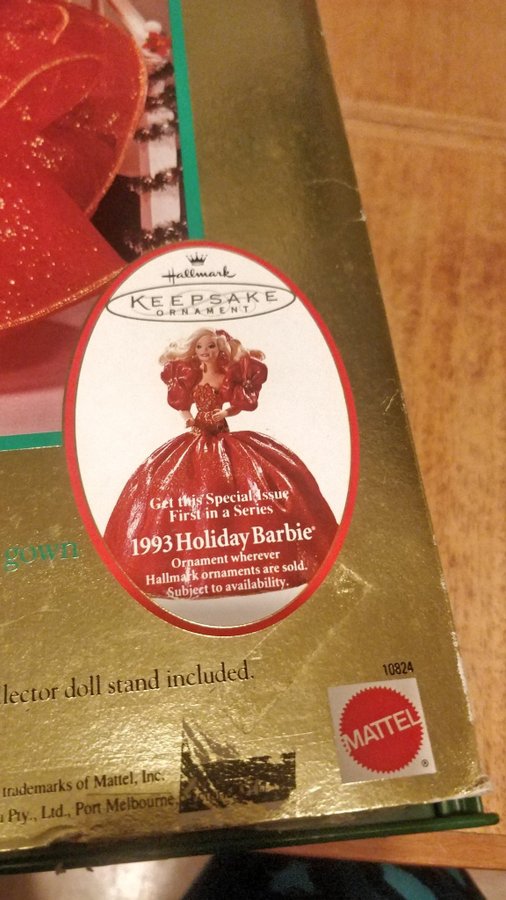 Hallmark
KEEPSAKE
ORNAMENT
Get this Special Issue
First in a Series
1993 Holiday Barbie®
Ornament wherever
Hallmark ornaments are sold.
Subject to availability.
gown
lector doll stand included.
10824
MATTEL
®
trademarks of Mattel, Inc.
Pty., Ltd., Port Melbourne,